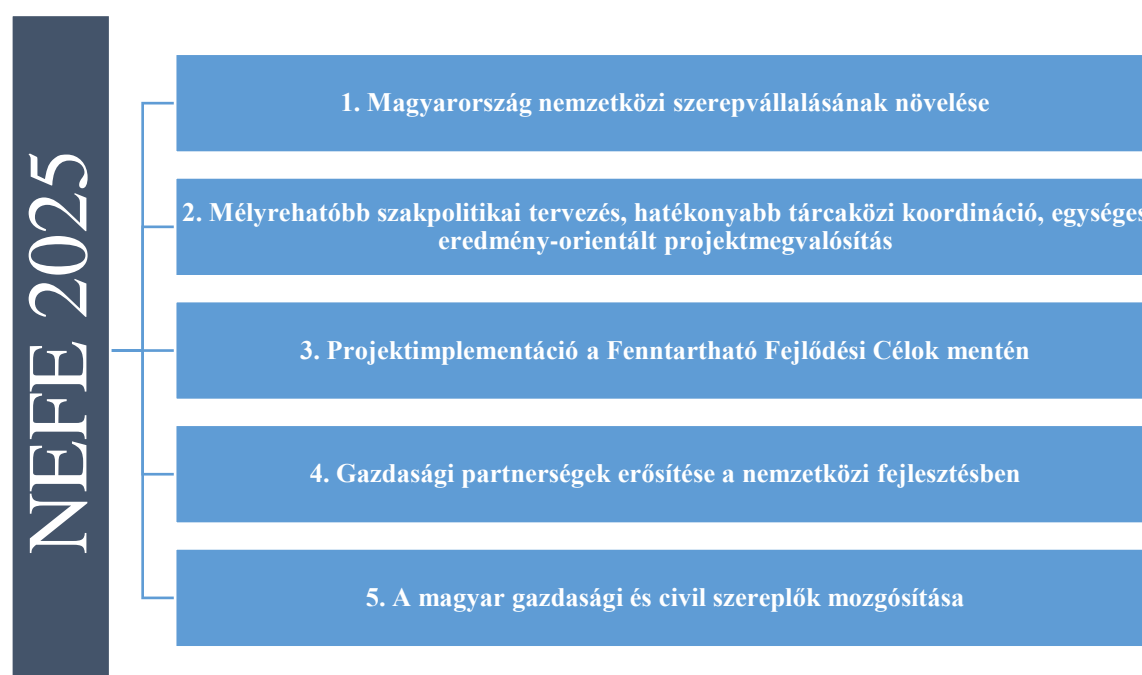 NEFE 2025
1. Magyarország nemzetközi szerepvállalásának növelése
2. Mélyrehatóbb szakpolitikai tervezés, hatékonyabb tárcaközi koordináció, egységes
eredmény-orientált projektmegvalósítás
3. Projektimplementáció a Fenntartható Fejlődési Célok mentén
4. Gazdasági partnerségek erősítése a nemzetközi fejlesztésben
5. A magyar gazdasági és civil szereplők mozgósítása